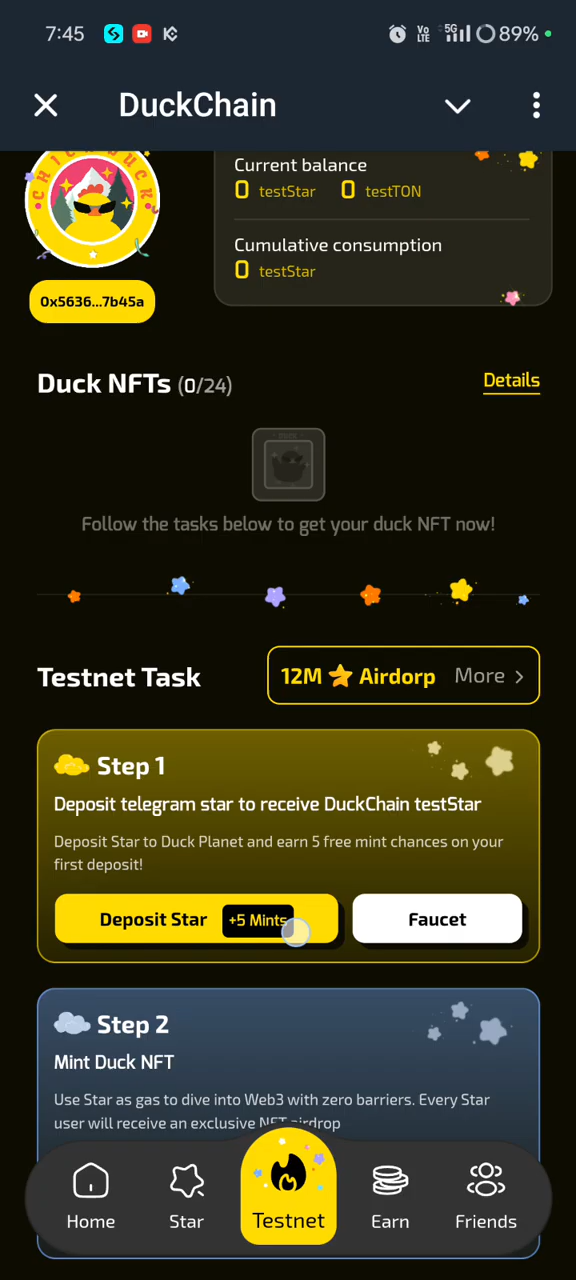 7:45
Vo LTE 5G 89%
DuckChain
CHICKDUCK
Current balance
0 testStar 0 testTON
Cumulative consumption
0 testStar
0x5636...7b45a
Duck NFTs (0/24)
Details
Follow the tasks below to get your duck NFT now!
Testnet Task
12M Airdorp More >
Step 1
Deposit telegram star to receive DuckChain testStar
Deposit Star to Duck Planet and earn 5 free mint chances on your
first deposit!
Deposit Star +5 Mints
Faucet
Step 2
Mint Duck NFT
Use Star as gas to dive into Web3 with zero barriers. Every Star
user will receive an exclusive NFT airdrop
Home Star Testnet Earn Friends